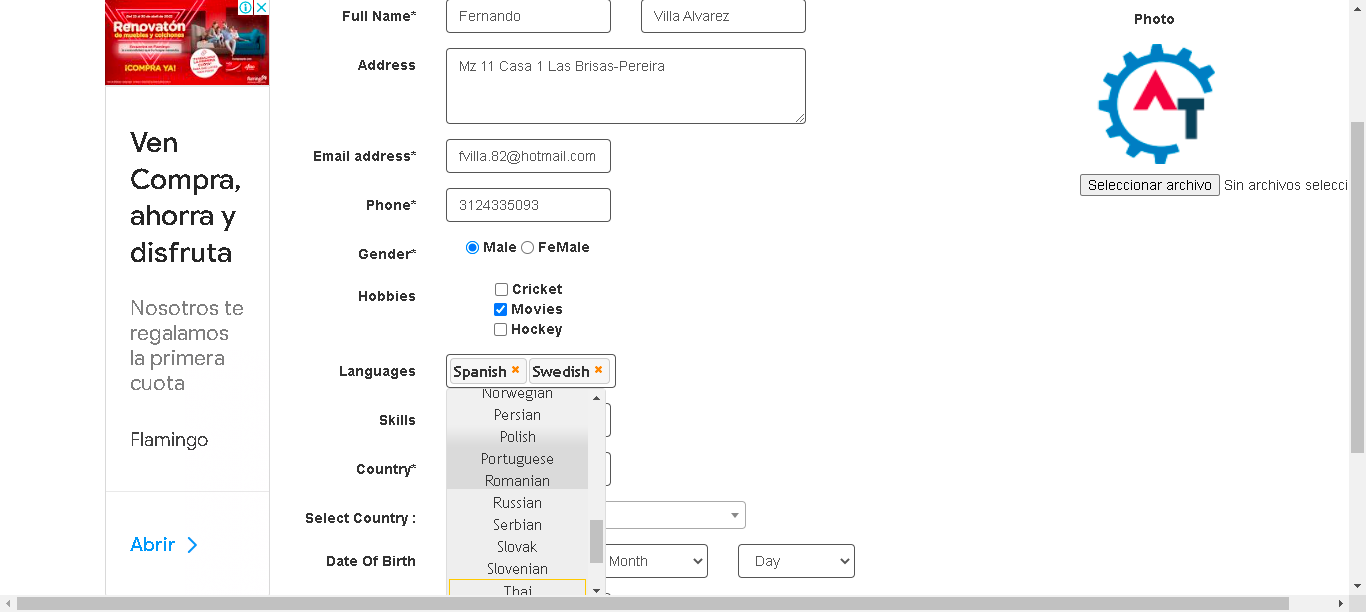 Renovatón
de muebles y colchones
¡COMPRA YA!
Ven
Compra,
ahorra y
disfruta
Nosotros te
regalamos
la primera
cuota
Flamingo
Abrir
Full Name*
Fernando
Villa Alvarez
Address
Mz 11 Casa 1 Las Brisas-Pereira
Email address*
fvilla.82@hotmail.com
Phone*
3124335093
Gender*
Male
FeMale
Hobbies
Cricket
Movies
Hockey
Languages
Spanish
Swedish
Norwegian
Persian
Polish
Portuguese
Romanian
Russian
Serbian
Slovak
Slovenian
Thai
Skills
Country*
Select Country :
Date Of Birth
Month
Day
Photo
AT
Seleccionar archivo
Sin archivos selecci